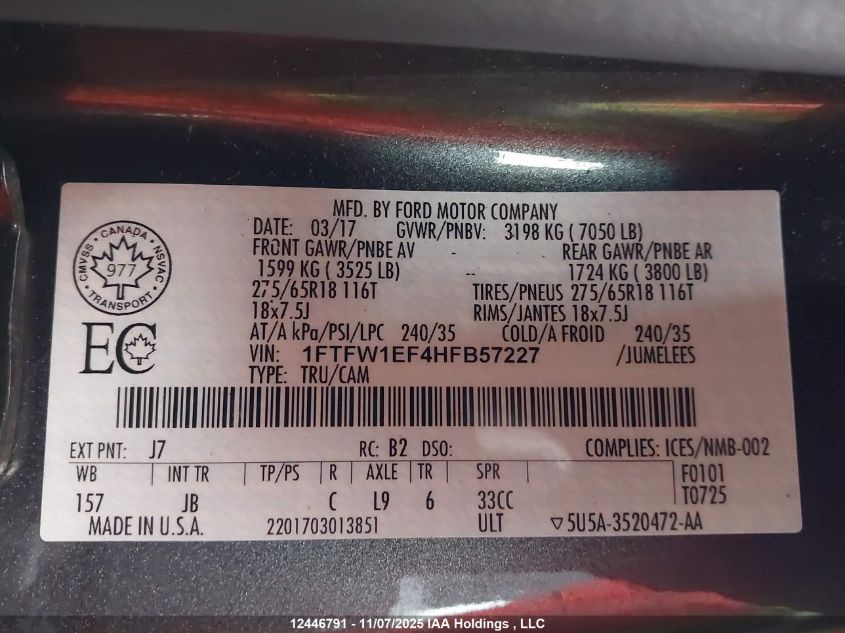 MFD. BY FORD MOTOR COMPANY
DATE: 03/17 GVWR/PNBV: 3198 KG ( 7050 LB)
FRONT GAWR/PNBE AV REAR GAWR/PNBE AR
1599 KG ( 3525 LB) -- 1724 KG ( 3800 LB)
275/65R18 116T TIRES/PNEUS 275/65R18 116T
18x7.5J RIMS/JANTES 18x7.5J
AT/A kPa/PSI/LPC 240/35 COLD/A FROID 240/35
VIN: 1FTFW1EF4HFB57227 /JUMELEES
TYPE: TRU/CAM
CANADA
CMVSS 977 NSVAC
TRANSPORT
EC
EXT PNT: J7 RC: B2 DSO: COMPLIES: ICES/NMB-002
WB INT TR TP/PS R AXLE TR SPR F0101
157 JB C L9 6 33CC T0725
MADE IN U.S.A. 2201703013851 ULT ▽5U5A-3520472-AA
12446791 - 11/07/2025 IAA Holdings , LLC